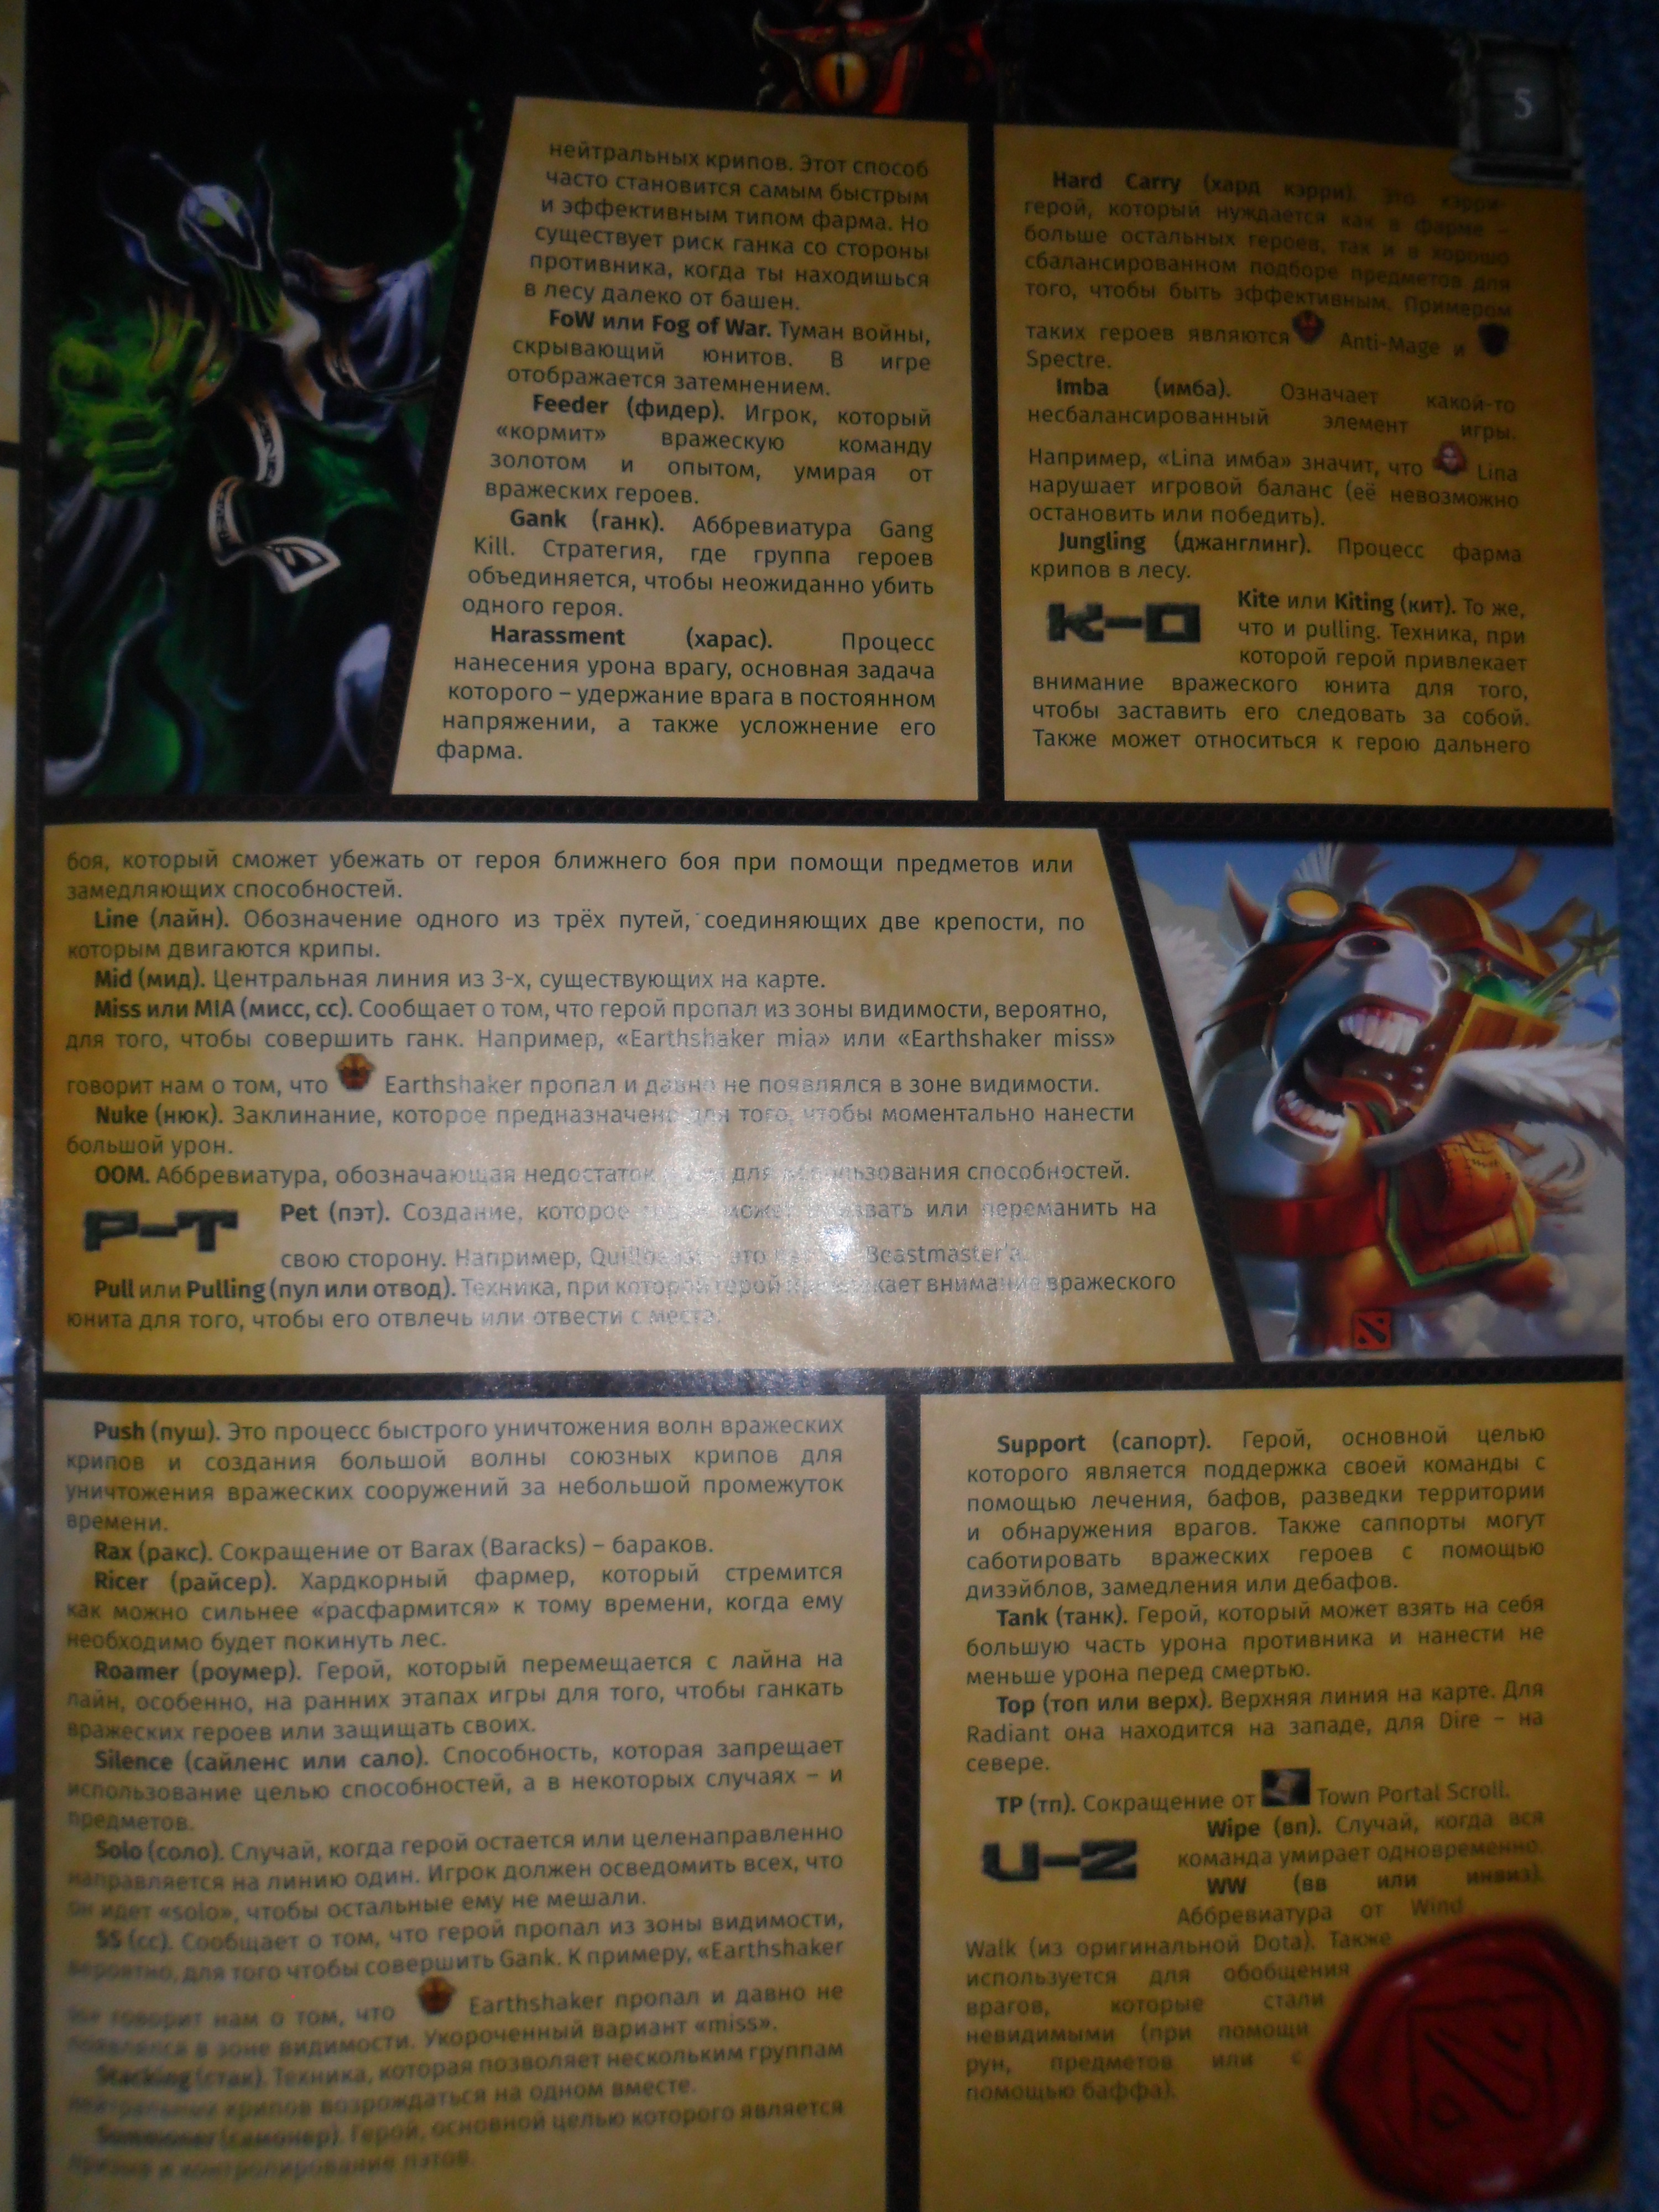 5
нейтральных крипов. Этот способ
часто становится самым быстрым
и эффективным типом фарма. Но
существует риск ганка со стороны
противника, когда ты находишься
в лесу далеко от башен.
FoW или Fog of War. Туман войны,
скрывающий юнитов. В игре
отображается затемнением.
Feeder (фидер). Игрок, который
«кормит» вражескую команду
золотом и опытом, умирая от
вражеских героев.
Gank (ганк). Аббревиатура Gang
Kill. Стратегия, где группа героев
объединяется, чтобы неожиданно убить
одного героя.
Harassment (харас). Процесс
нанесения урона врагу, основная задача
которого – удержание врага в постоянном
напряжении, а также усложнение его
фарма.
Hard Carry (хард кэрри). Это кэрри-
герой, который нуждается как в фарме –
больше остальных героев, так и в хорошо
сбалансированном подборе предметов для
того, чтобы быть эффективным. Примером
таких героев являются Anti-Mage и
Spectre.
Imba (имба). Означает какой-то
несбалансированный элемент игры.
Например, «Lina имба» значит, что Lina
нарушает игровой баланс (её невозможно
остановить или победить).
Jungling (джанглинг). Процесс фарма
крипов в лесу.
K–O
Kite или Kiting (кит). То же,
что и pulling. Техника, при
которой герой привлекает
внимание вражеского юнита для того,
чтобы заставить его следовать за собой.
Также может относиться к герою дальнего
боя, который сможет убежать от героя ближнего боя при помощи предметов или
замедляющих способностей.
Line (лайн). Обозначение одного из трёх путей, соединяющих две крепости, по
которым двигаются крипы.
Mid (мид). Центральная линия из 3-х, существующих на карте.
Miss или MIA (мисс, сс). Сообщает о том, что герой пропал из зоны видимости, вероятно,
для того, чтобы совершить ганк. Например, «Earthshaker mia» или «Earthshaker miss»
говорит нам о том, что Earthshaker пропал и давно не появлялся в зоне видимости.
Nuke (нюк). Заклинание, которое предназначено для того, чтобы моментально нанести
большой урон.
OOM. Аббревиатура, обозначающая недостаток для использования способностей.
P–T
Pet (пэт). Создание, которое может или переманить на
свою сторону. Например, это Beastmaster'а.
Pull или Pulling (пул или отвод). Техника, при которой герой внимание вражеского
юнита для того, чтобы его отвлечь или отвести с места.
Push (пуш). Это процесс быстрого уничтожения волн вражеских
крипов и создания большой волны союзных крипов для
уничтожения вражеских сооружений за небольшой промежуток
времени.
Rax (ракс). Сокращение от Barax (Baracks) – бараков.
Ricer (райсер). Хардкорный фармер, который стремится
как можно сильнее «расфармится» к тому времени, когда ему
необходимо будет покинуть лес.
Roamer (роумер). Герой, который перемещается с лайна на
лайн, особенно, на ранних этапах игры для того, чтобы ганкать
вражеских героев или защищать своих.
Silence (сайленс или сало). Способность, которая запрещает
использование целью способностей, а в некоторых случаях – и
предметов.
Solo (соло). Случай, когда герой остается или целенаправленно
направляется на линию один. Игрок должен осведомить всех, что
он идет «solo», чтобы остальные ему не мешали.
SS (сс). Сообщает о том, что герой пропал из зоны видимости,
вероятно, для того чтобы совершить Gank. К примеру, «Earthshaker
говорит нам о том, что Earthshaker пропал и давно не
появлялся в зоне видимости. Укороченный вариант «miss».
Stacking (стак). Техника, которая позволяет нескольким группам
нейтральных крипов возрождаться на одном вместе.
Summoner (самонер). Герой, основной целью которого является
призыв и контролирование пэтов.
Support (сапорт). Герой, основной целью
которого является поддержка своей команды с
помощью лечения, бафов, разведки территории
и обнаружения врагов. Также саппорты могут
саботировать вражеских героев с помощью
дизэйблов, замедления или дебафов.
Tank (танк). Герой, который может взять на себя
большую часть урона противника и нанести не
меньше урона перед смертью.
Top (топ или верх). Верхняя линия на карте. Для
Radiant она находится на западе, для Dire – на
севере.
TP (тп). Сокращение от Town Portal Scroll.
U–Z
Wipe (вп). Случай, когда вся
команда умирает одновременно.
WW (вв или инвиз).
Аббревиатура от Wind
Walk (из оригинальной Dota). Также
используется для обобщения
врагов, которые стали
невидимыми (при помощи
рун, предметов или с
помощью баффа).